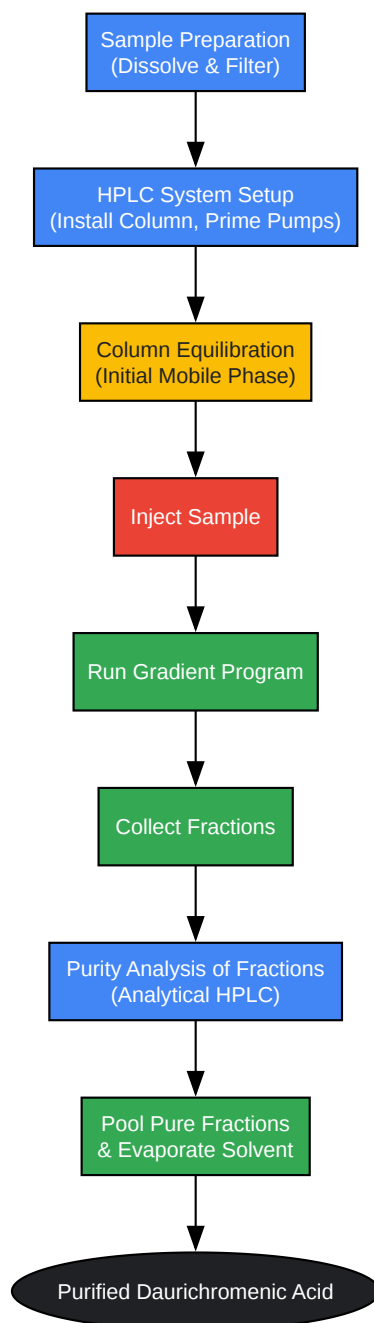 Sample Preparation
(Dissolve & Filter)
HPLC System Setup
(Install Column, Prime Pumps)
Column Equilibration
(Initial Mobile Phase)
Inject Sample
Run Gradient Program
Collect Fractions
Purity Analysis of Fractions
(Analytical HPLC)
Pool Pure Fractions
& Evaporate Solvent
Purified Daurichromenic Acid